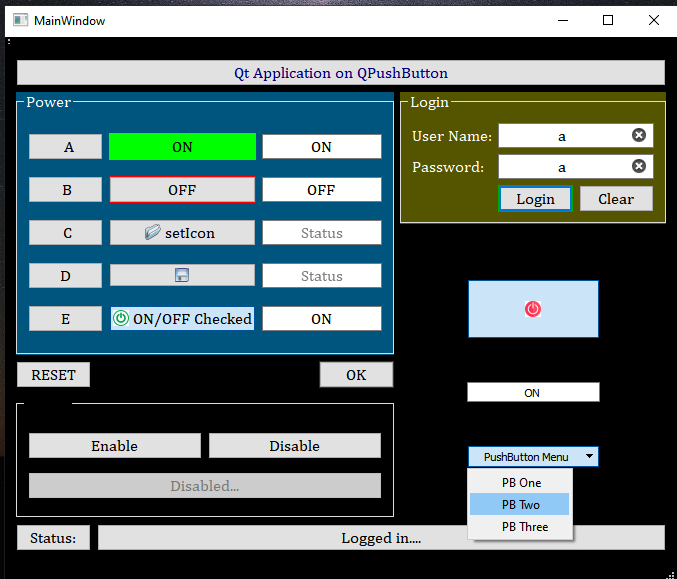 MainWindow
Qt Application on QPushButton
Power
A ON ON
B OFF OFF
C setIcon Status
D Status
E ON/OFF Checked ON
RESET OK
Enable Disable
Disabled...
Login
User Name: a
Password: a
Login Clear
ON
PushButton Menu
PB One
PB Two
PB Three
Status: Logged in....